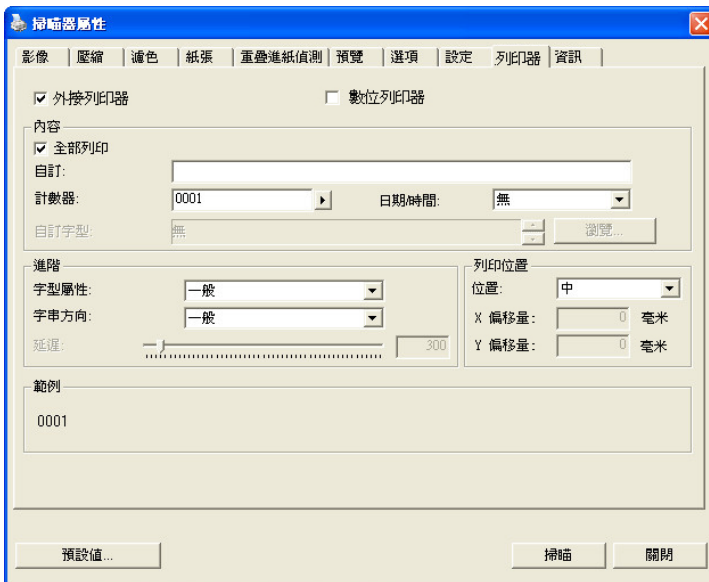 掃瞄器屬性
影像 壓縮 濾色 紙張 重疊進紙偵測 預覽 選項 設定 列印器 資訊
外接列印器 數位列印器
內容
全部列印
自訂:
計數器: 0001 日期/時間: 無
自訂字型: 無 瀏覽...
進階 列印位置
字型屬性: 一般 位置: 中
字串方向: 一般 X 偏移量: 0 毫米
延遲: 300 Y 偏移量: 0 毫米
範例
0001
預設值... 掃瞄 關閉